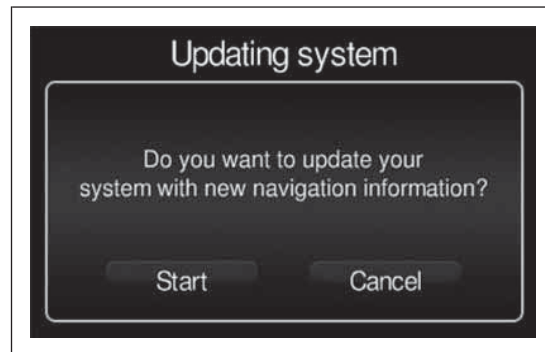 Updating system
Do you want to update your
system with new navigation information?
Start
Cancel